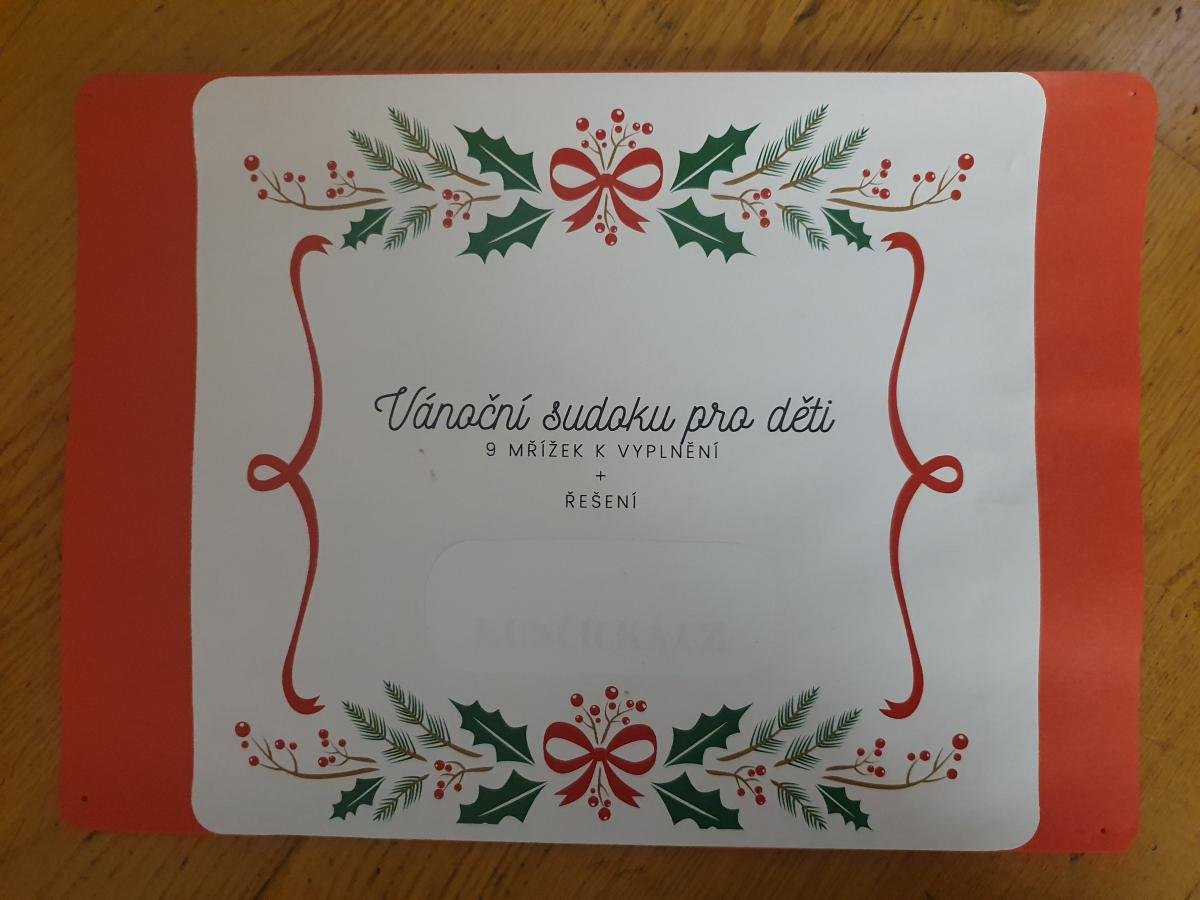 Vánoční sudoku pro děti
9 MŘÍŽEK K VYPLNĚNÍ
+
ŘEŠENÍ